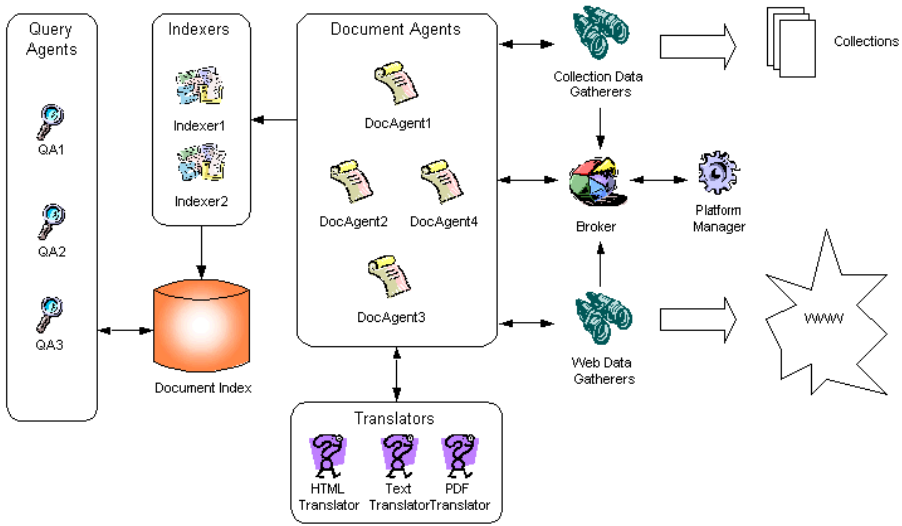 Query
Agents
QA1
QA2
QA3
Indexers
Indexer1
Indexer2
Document Index
Document Agents
DocAgent1
DocAgent2
DocAgent4
DocAgent3
Translators
HTML
Translator
Text
Translator
PDF
Translator
Collection Data
Gatherers
Collections
Broker
Platform
Manager
Web Data
Gatherers
WWW